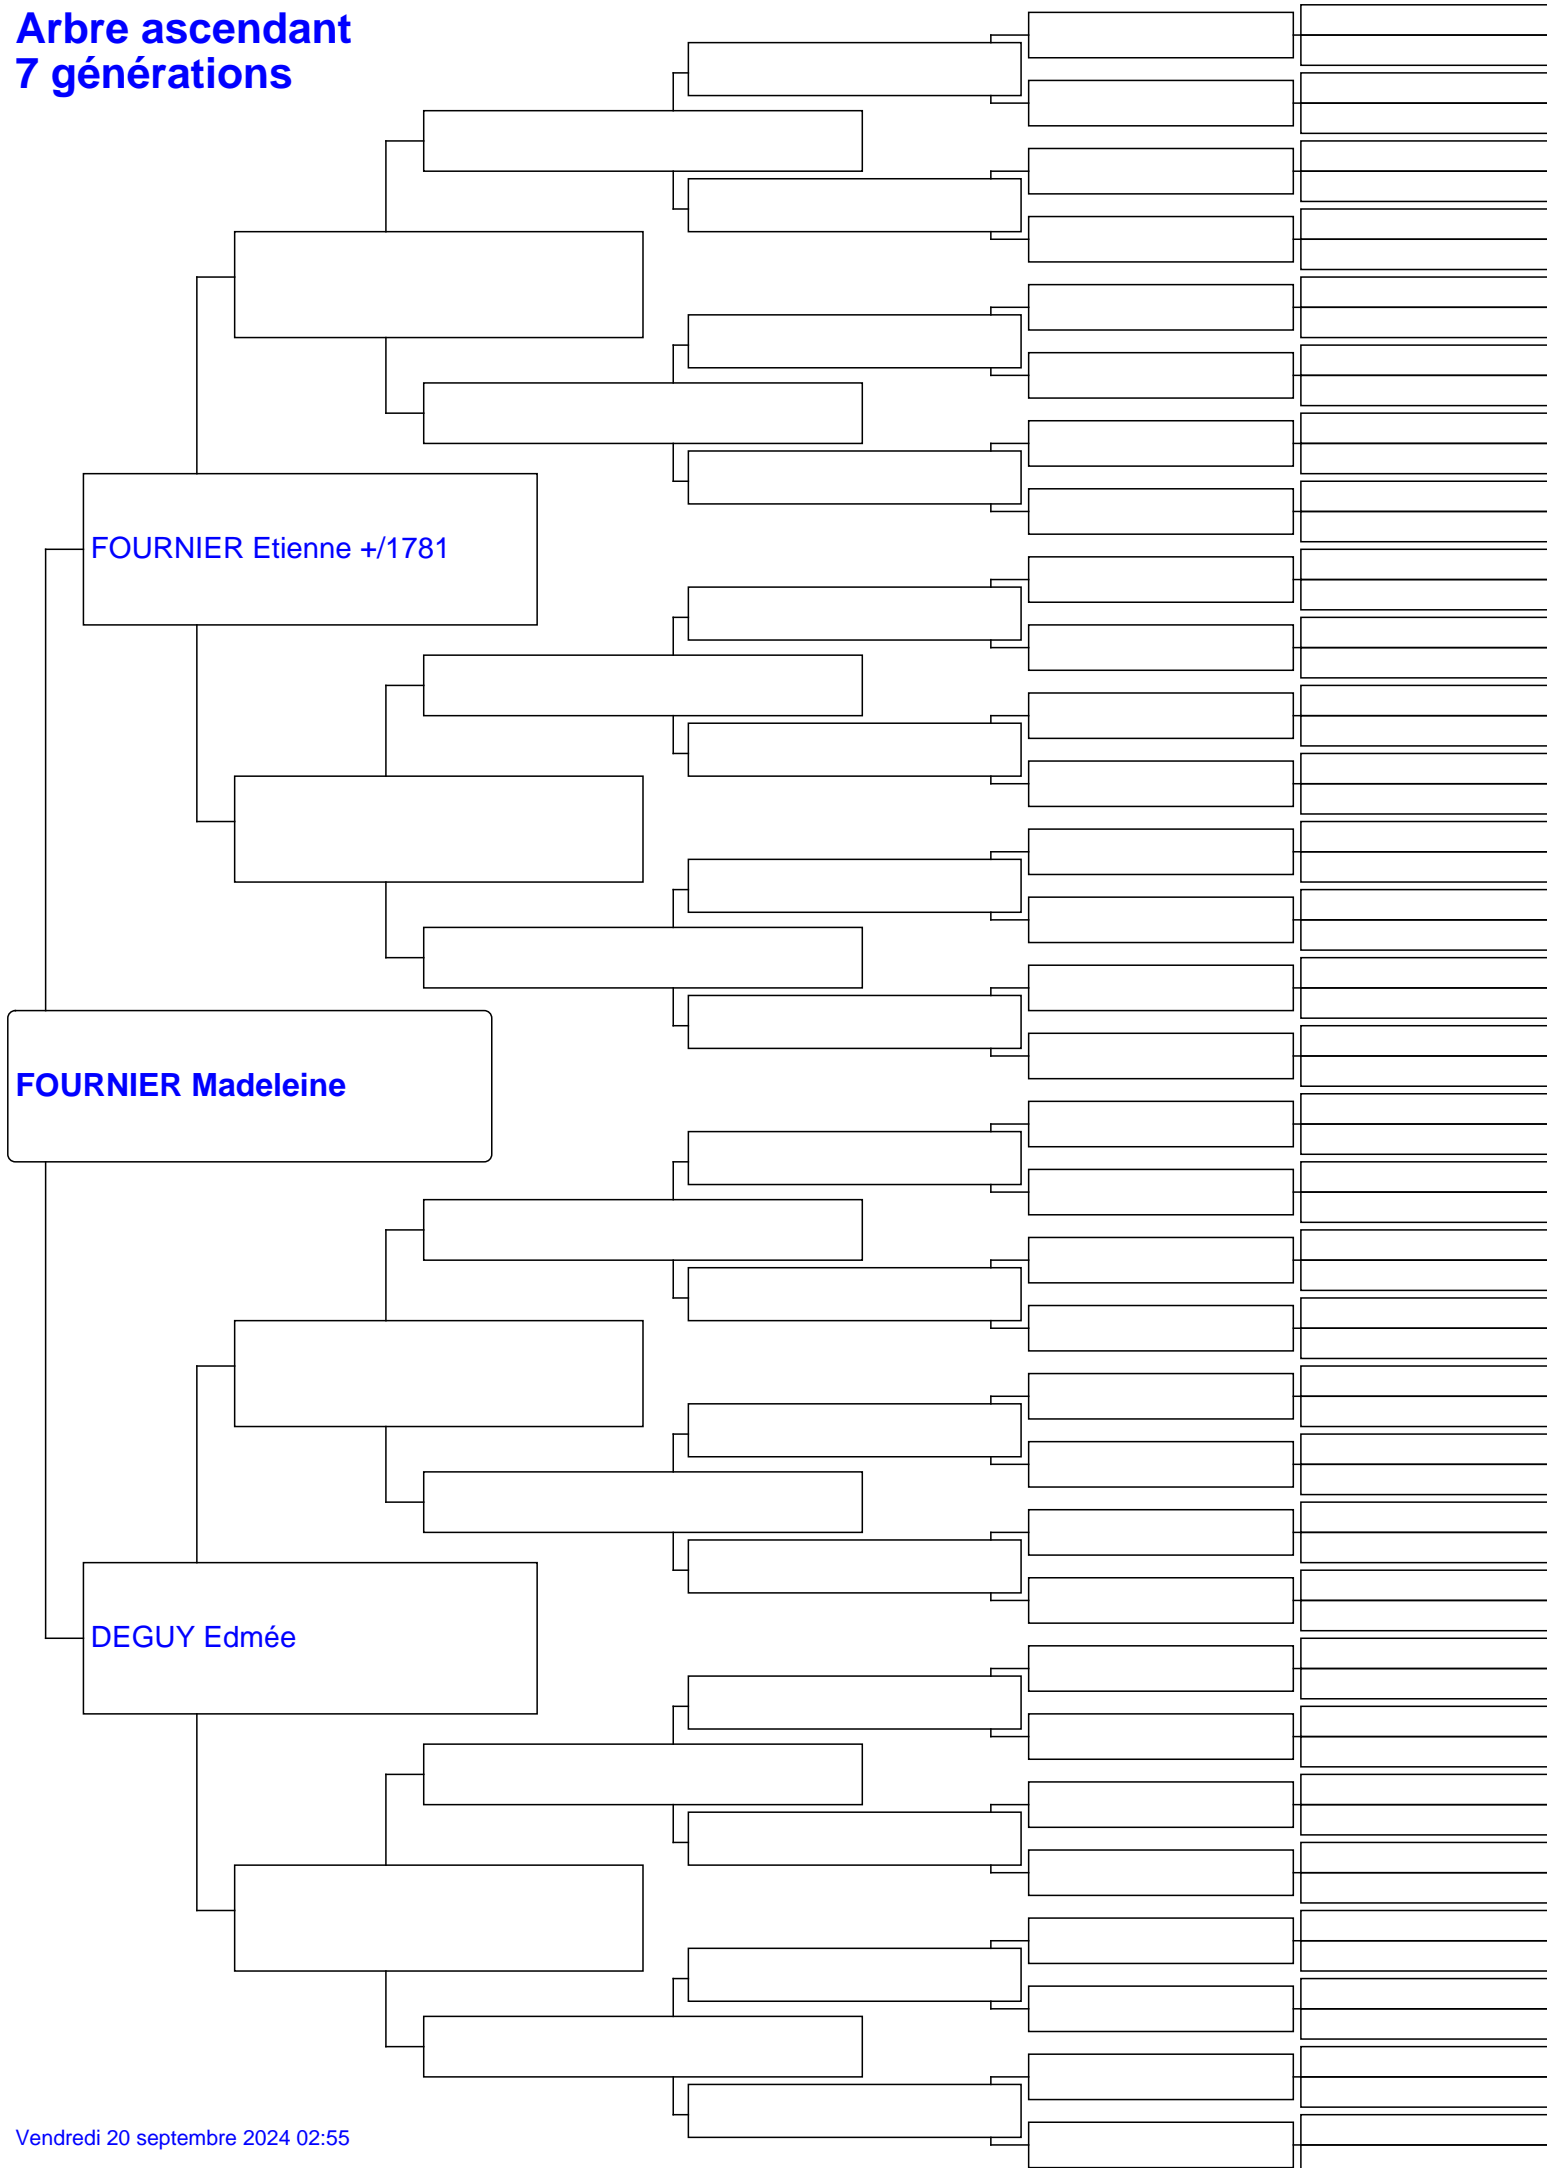 Arbre ascendant
7 générations
FOURNIER Etienne +/1781
FOURNIER Madeleine
DEGUY Edmée
Vendredi 20 septembre 2024 02:55